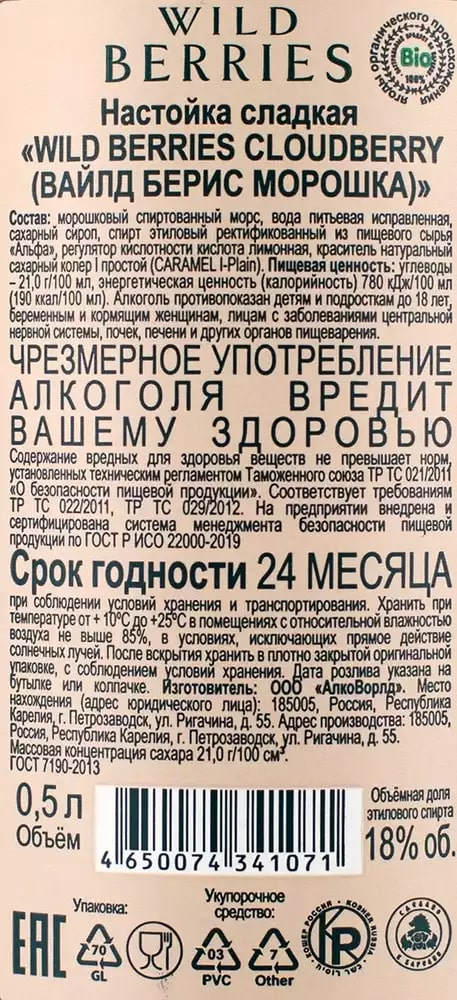 WILD
BERRIES
ЯГОДЫ ОРГАНИЧЕСКОГО ПРОИСХОЖДЕНИЯ
Bio
100%
Настойка сладкая
«WILD BERRIES CLOUDBERRY
(ВАЙЛД БЕРИС МОРОШКА)»
Состав: морошковый спиртованный морс, вода питьевая исправленная,
сахарный сироп, спирт этиловый ректификованный из пищевого сырья
«Альфа», регулятор кислотности кислота лимонная, краситель натуральный
сахарный колер I простой (CARAMEL I-Plain). Пищевая ценность: углеводы
– 21,0 г/100 мл, энергетическая ценность (калорийность) 780 кДж/100 мл
(190 ккал/100 мл). Алкоголь противопоказан детям и подросткам до 18 лет,
беременным и кормящим женщинам, лицам с заболеваниями центральной
нервной системы, почек, печени и других органов пищеварения.
ЧРЕЗМЕРНОЕ УПОТРЕБЛЕНИЕ
АЛКОГОЛЯ ВРЕДИТ
ВАШЕМУ ЗДОРОВЬЮ
Содержание вредных для здоровья веществ не превышает норм,
установленных техническим регламентом Таможенного союза ТР ТС 021/2011
«О безопасности пищевой продукции». Соответствует требованиям
ТР ТС 022/2011, ТР ТС 029/2012. На предприятии внедрена и
сертифицирована система менеджмента безопасности пищевой
продукции по ГОСТ Р ИСО 22000-2019
Срок годности 24 МЕСЯЦА
при соблюдении условий хранения и транспортирования. Хранить при
температуре от + 10°С до +25°С в помещениях с относительной влажностью
воздуха не выше 85%, в условиях, исключающих прямое действие
солнечных лучей. После вскрытия хранить в плотно закрытой оригинальной
упаковке, с соблюдением условий хранения. Дата розлива указана на
бутылке или колпачке. Изготовитель: ООО «АлкоВорлд». Место
нахождения (адрес юридического лица): 185005, Россия, Республика
Карелия, г. Петрозаводск, ул. Ригачина, д. 55. Адрес производства: 185005,
Россия, Республика Карелия, г. Петрозаводск, ул. Ригачина, д. 55.
Массовая концентрация сахара 21,0 г/100 см³.
ГОСТ 7190-2013
0,5 л
Объём
4 650074 341071
Объёмная доля
этилового спирта
18% об.
EAC
Упаковка:
70
GL
Укупорочное
средство:
03
PVC
7
Other
KR
СДЕЛАНО
В КАРЕЛИИ